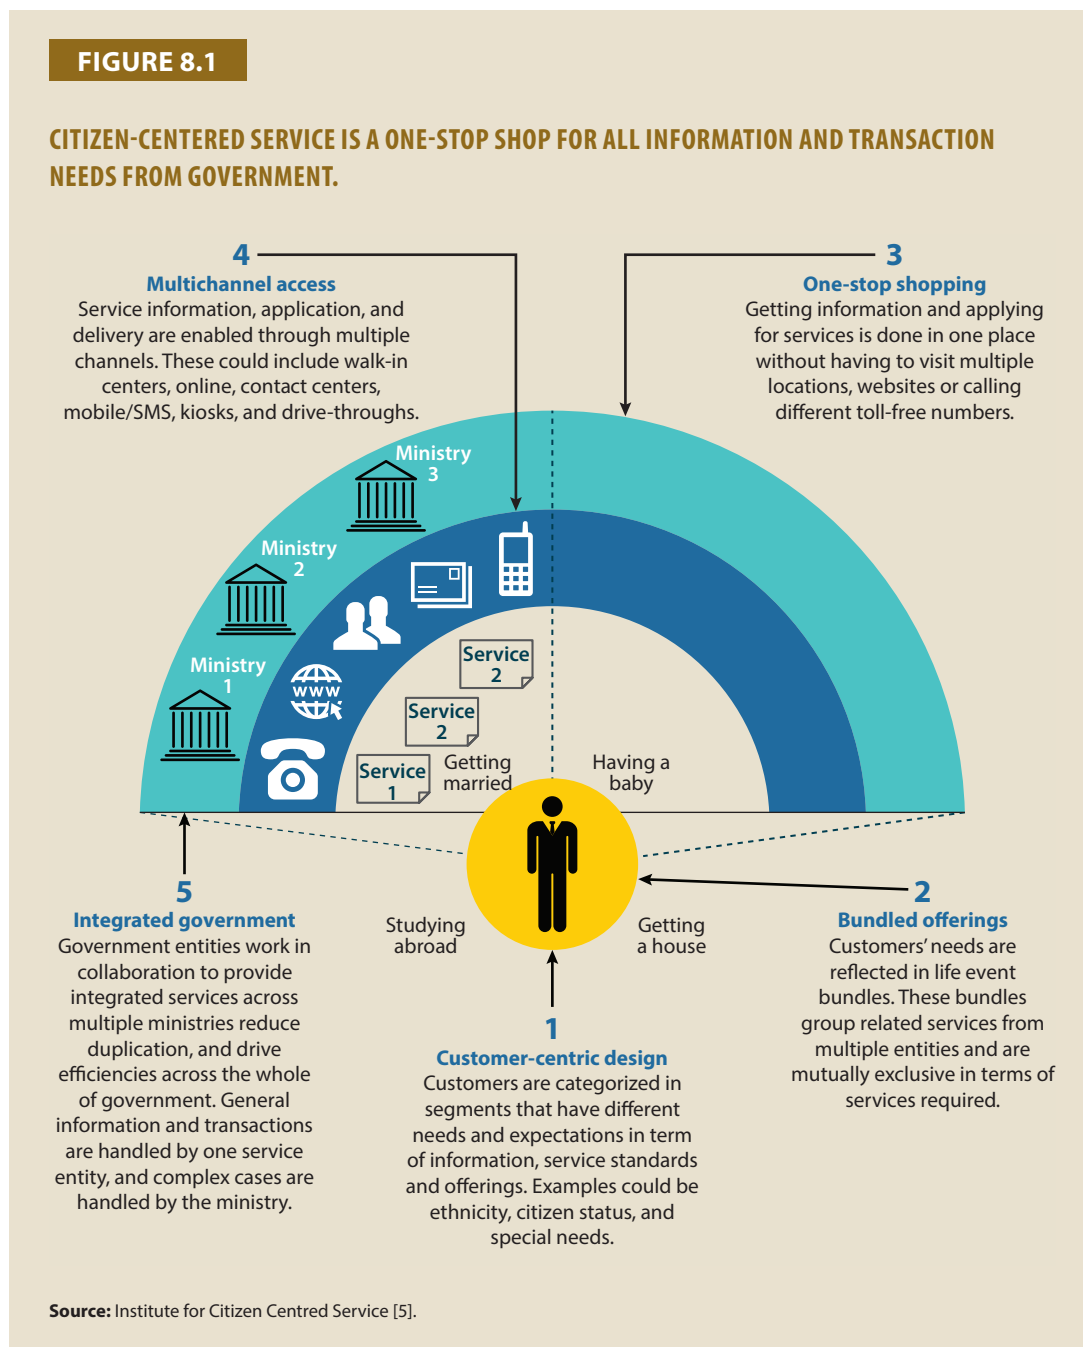 FIGURE 8.1
CITIZEN-CENTERED SERVICE IS A ONE-STOP SHOP FOR ALL INFORMATION AND TRANSACTION
NEEDS FROM GOVERNMENT.
4
Multichannel access
Service information, application, and
delivery are enabled through multiple
channels. These could include walk-in
centers, online, contact centers,
mobile/SMS, kiosks, and drive-throughs.
3
One-stop shopping
Getting information and applying
for services is done in one place
without having to visit multiple
locations, websites or calling
different toll-free numbers.
Ministry
3
Ministry
2
Ministry
1
www
Service
2
Service
2
Service
1
Getting
married
Having a
baby
Studying
abroad
Getting
a house
5
Integrated government
Government entities work in
collaboration to provide
integrated services across
multiple ministries reduce
duplication, and drive
efficiencies across the whole
of government. General
information and transactions
are handled by one service
entity, and complex cases are
handled by the ministry.
1
Customer-centric design
Customers are categorized in
segments that have different
needs and expectations in term
of information, service standards
and offerings. Examples could be
ethnicity, citizen status, and
special needs.
2
Bundled offerings
Customers' needs are
reflected in life event
bundles. These bundles
group related services from
multiple entities and are
mutually exclusive in terms of
services required.
Source: Institute for Citizen Centred Service [5].